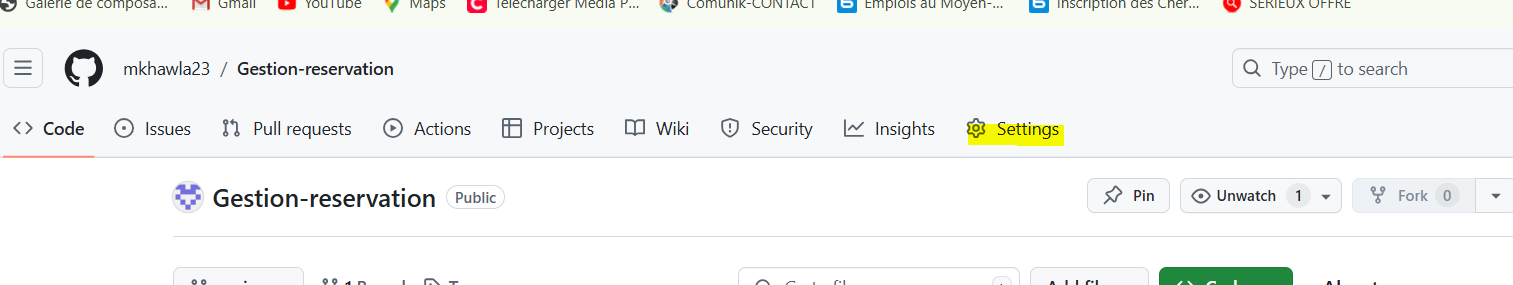 Galerie de composa... Gmail YouTube Maps Télécharger Média P... Comunik-CONTACT Emplois au Moyen-... Inscription des Cher... SERIEUX OFFRE
mkhawla23 / Gestion-reservation Type / to search
Code Issues Pull requests Actions Projects Wiki Security Insights Settings
Gestion-reservation Public Pin Unwatch 1 Fork 0